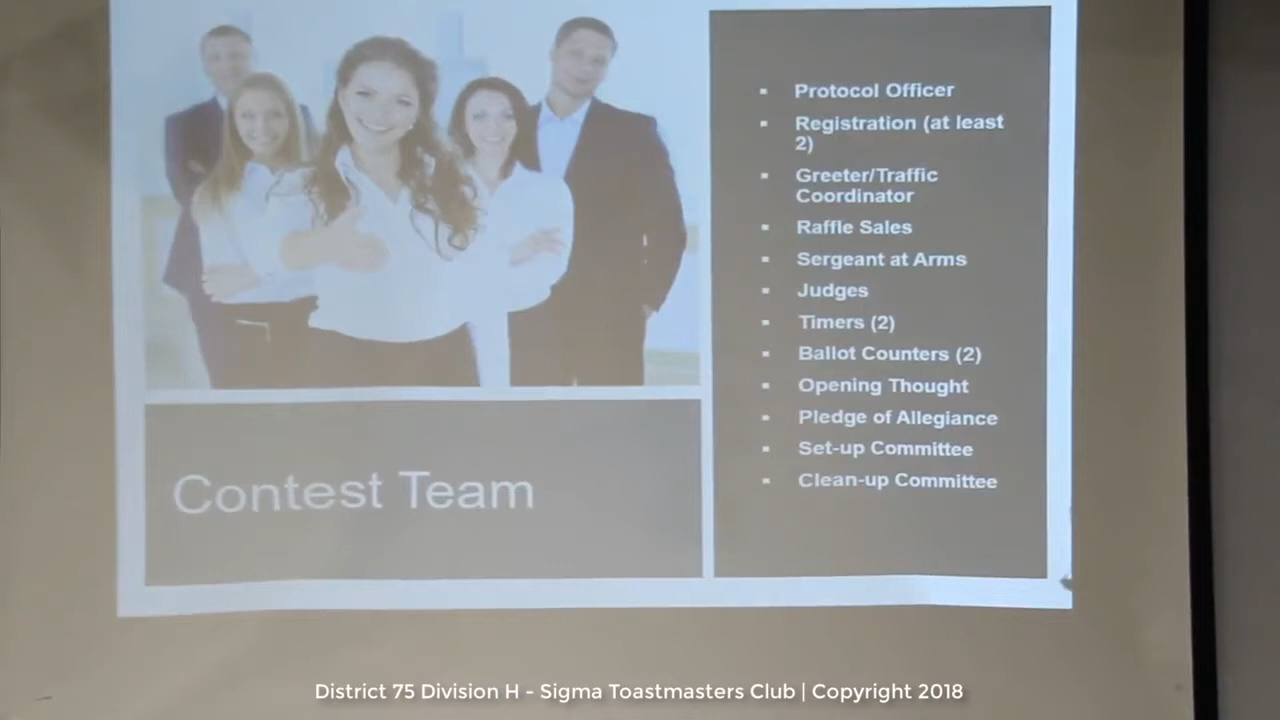 Protocol Officer
Registration (at least
2)
Greeter/Traffic
Coordinator
Raffle Sales
Sergeant at Arms
Judges
Timers (2)
Ballot Counters (2)
Opening Thought
Pledge of Allegiance
Set-up Committee
Clean-up Committee
Contest Team
District 75 Division H - Sigma Toastmasters Club | Copyright 2018